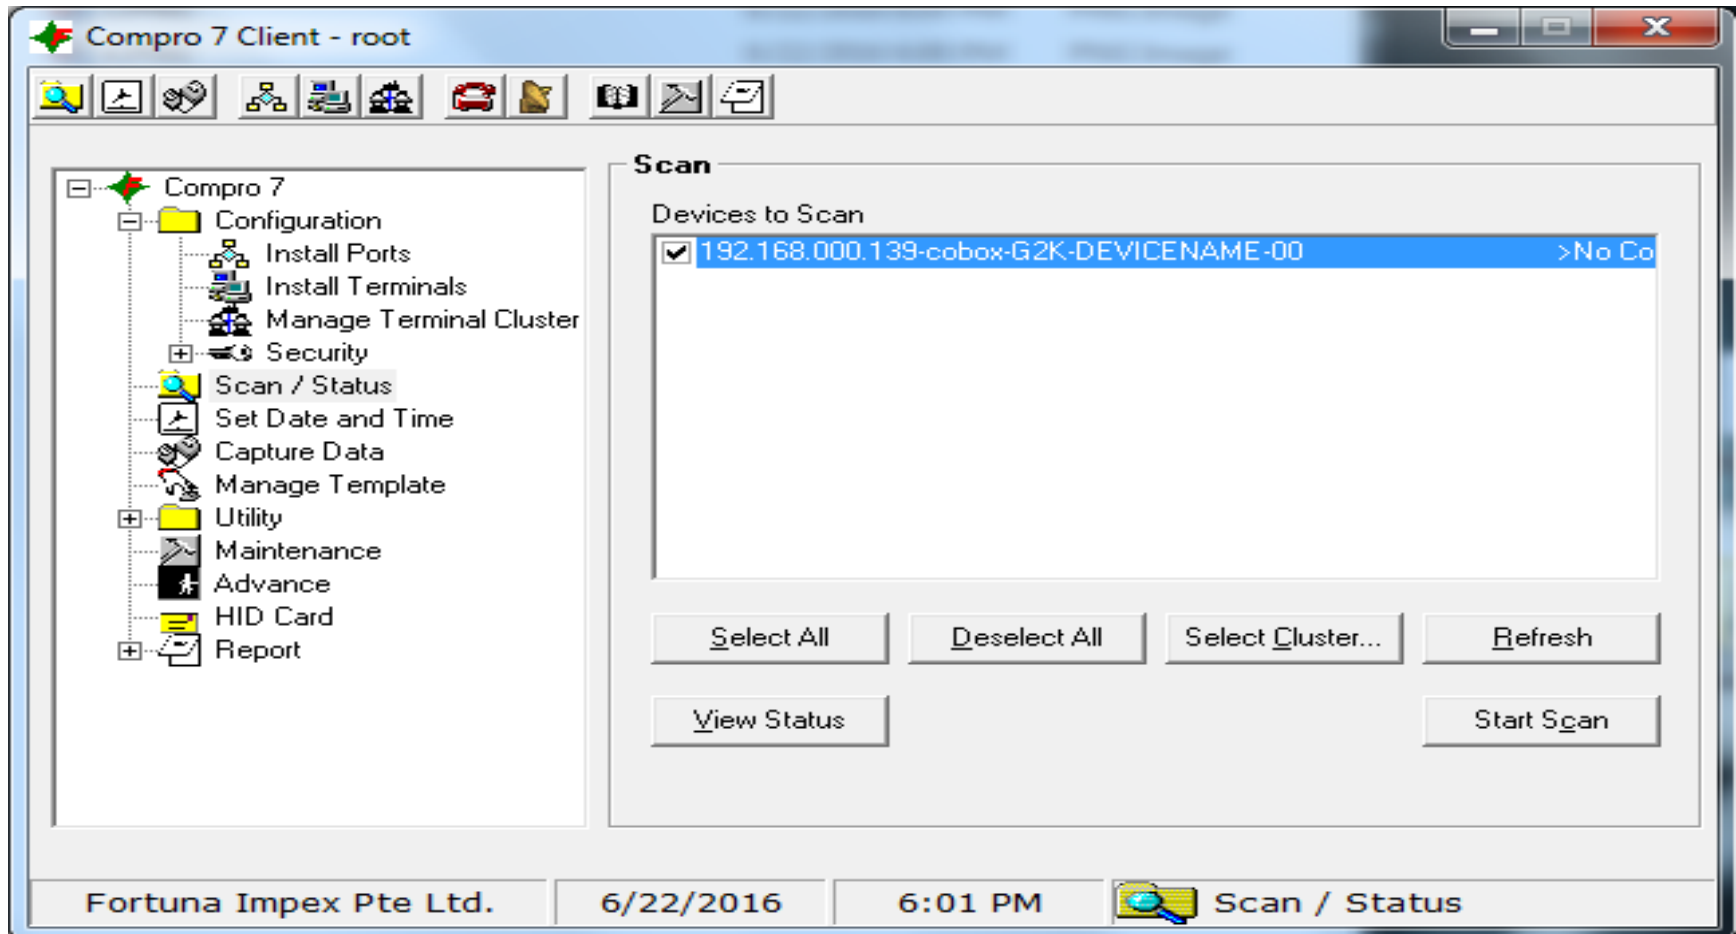 Compro 7 Client - root
Compro 7
Configuration
Install Ports
Install Terminals
Manage Terminal Cluster
Security
Scan / Status
Set Date and Time
Capture Data
Manage Template
Utility
Maintenance
Advance
HID Card
Report
Scan
Devices to Scan
192.168.000.139-cobox-G2K-DEVICENAME-00 >No Co
Select All Deselect All Select Cluster... Refresh
View Status Start Scan
Fortuna Impex Pte Ltd. 6/22/2016 6:01 PM Scan / Status